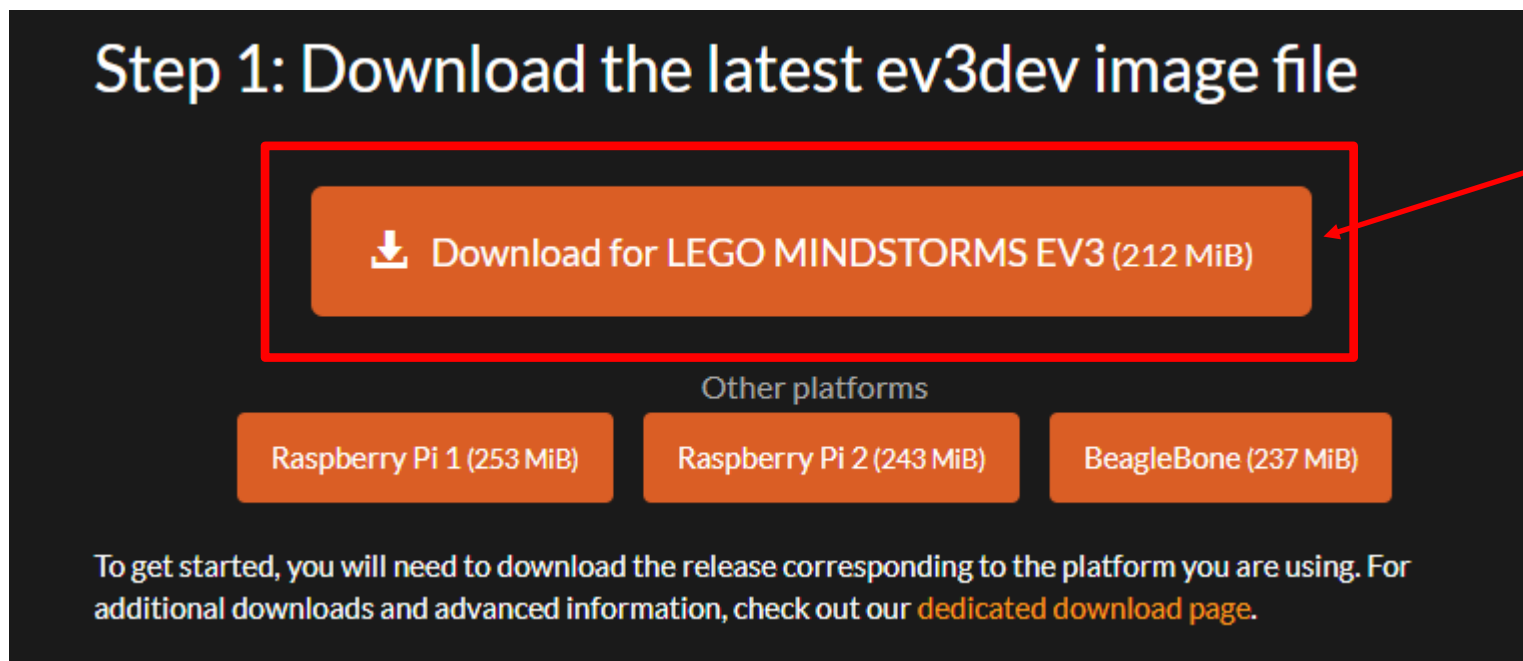 Step 1: Download the latest ev3dev image file
Download for LEGO MINDSTORMS EV3 (212 MiB)
Other platforms
Raspberry Pi 1 (253 MiB)
Raspberry Pi 2 (243 MiB)
BeagleBone (237 MiB)
To get started, you will need to download the release corresponding to the platform you are using. For
additional downloads and advanced information, check out our dedicated download page.